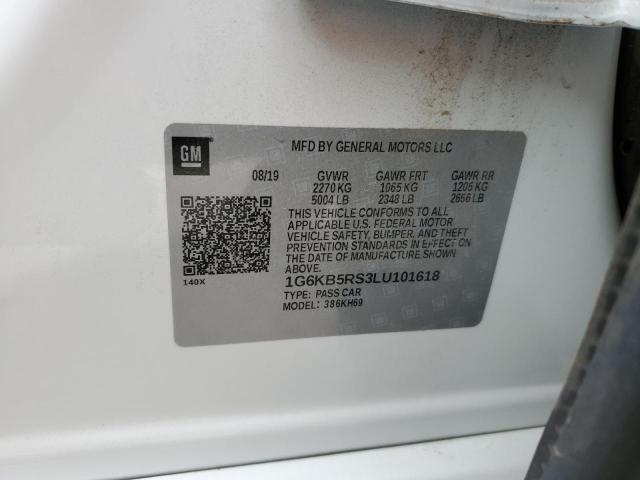 GM
MFD BY GENERAL MOTORS LLC
08/19 GVWR GAWR FRT GAWR RR
2270 KG 1065 KG 1205 KG
5004 LB 2348 LB 2656 LB
THIS VEHICLE CONFORMS TO ALL
APPLICABLE U.S. FEDERAL MOTOR
VEHICLE SAFETY, BUMPER, AND THEFT
PREVENTION STANDARDS IN EFFECT ON
THE DATE OF MANUFACTURE SHOWN
ABOVE.
140X
1G6KB5RS3LU101618
TYPE: PASS CAR
MODEL: 386KH69